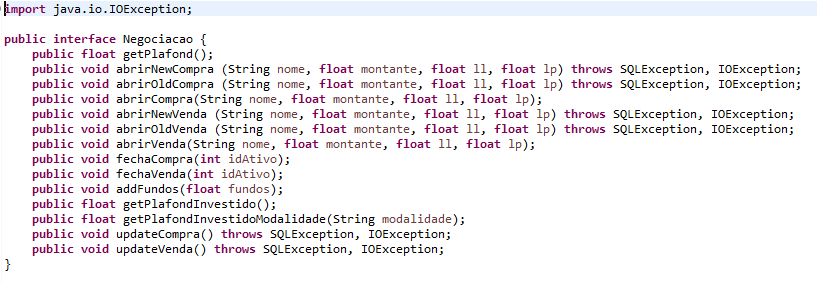 import java.io.IOException;
public interface Negociacao {
public float getPlafond();
public void abrirNewCompra (String nome, float montante, float ll, float lp) throws SQLException, IOException;
public void abrirOldCompra (String nome, float montante, float ll, float lp) throws SQLException, IOException;
public void abrirCompra(String nome, float montante, float ll, float lp);
public void abrirNewVenda (String nome, float montante, float ll, float lp) throws SQLException, IOException;
public void abrirOldVenda (String nome, float montante, float ll, float lp) throws SQLException, IOException;
public void abrirVenda(String nome, float montante, float ll, float lp);
public void fechaCompra(int idAtivo);
public void fechaVenda(int idAtivo);
public void addFundos(float fundos);
public float getPlafondInvestido();
public float getPlafondInvestidoModalidade(String modalidade);
public void updateCompra() throws SQLException, IOException;
public void updateVenda() throws SQLException, IOException;
}